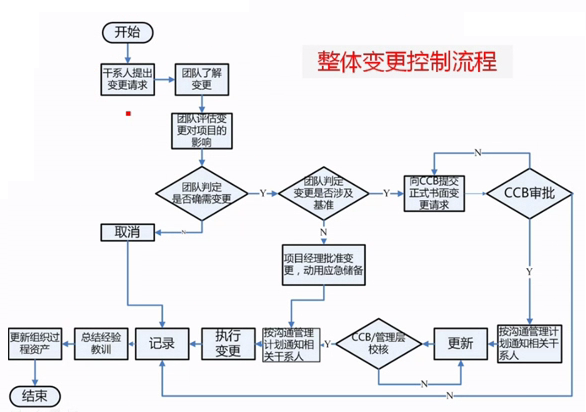 开始
整体变更控制流程
干系人提出
变更请求
团队了解
变更
团队评估变
更对项目的
影响
团队判定
是否确需变更
Y
团队判定
变更是否涉及
基准
Y
向CCB提交
正式书面变
更请求
N
CCB审批
N
取消
N
Y
项目经理批准变
更，动用应急储备
更新组织过
程资产
总结经验
教训
记录
执行
变更
按沟通管理
计划通知相
关干系人
Y
CCB/管理层
校核
N
更新
按沟通管理计
划通知相关干
系人
N
结束